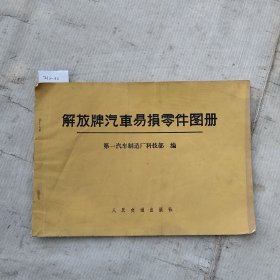 解放牌汽車易損零件图册
第一汽车制造厂科技部 编
人民交通出版社